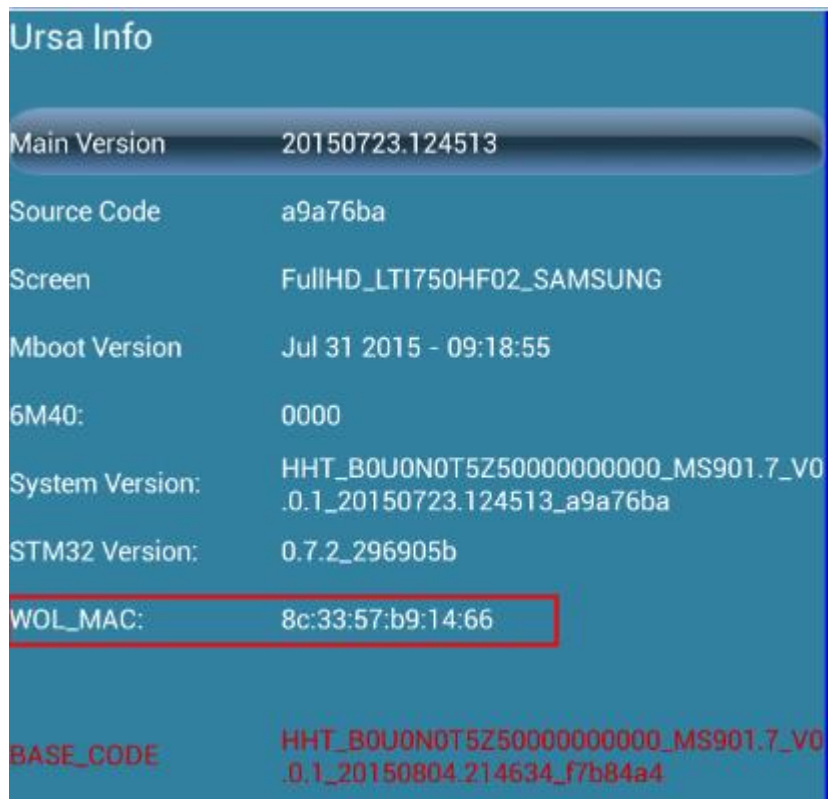 Ursa Info
Main Version 20150723.124513
Source Code a9a76ba
Screen FullHD_LTI750HF02_SAMSUNG
Mboot Version Jul 31 2015 - 09:18:55
6M40: 0000
System Version: HHT_B0U0N0T5Z50000000000_MS901.7_V0
.0.1_20150723.124513_a9a76ba
STM32 Version: 0.7.2_296905b
WOL_MAC: 8c:33:57:b9:14:66
BASE_CODE HHT_B0U0N0T5Z50000000000_MS901.7_V0
.0.1_20150804.214634_f7b84a4